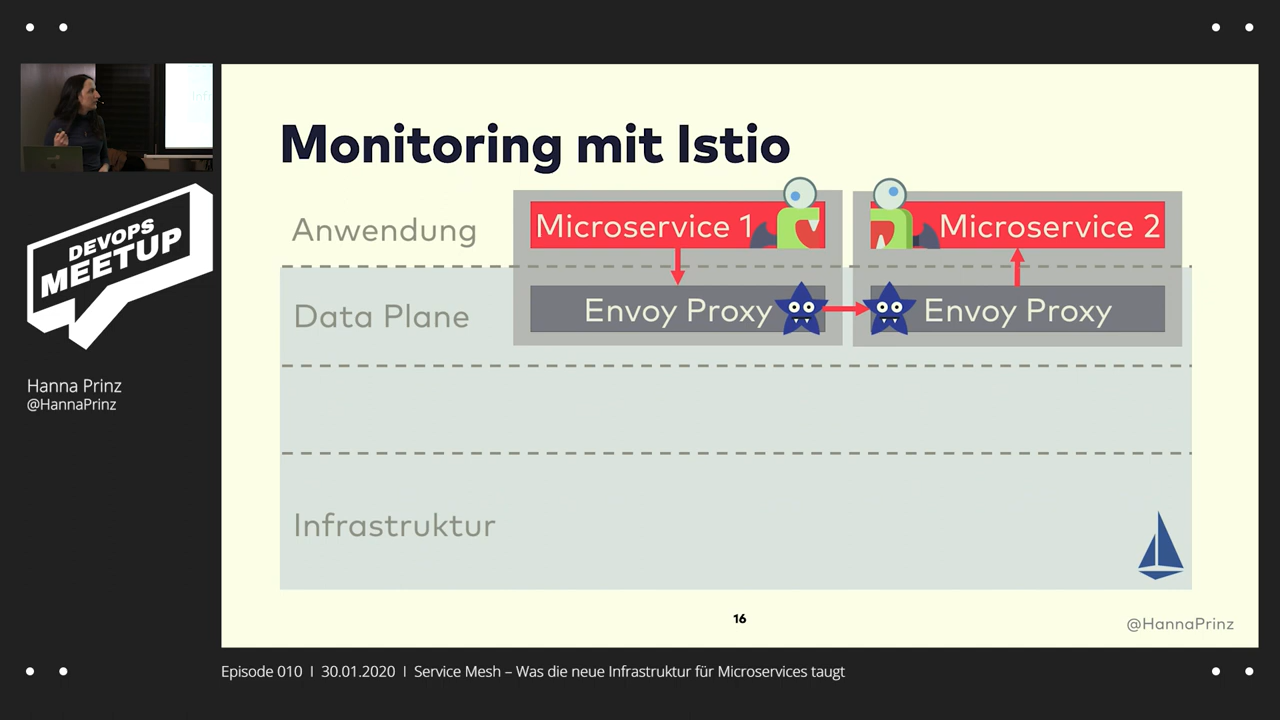 Monitoring mit Istio
Anwendung
Microservice 1
Microservice 2
Data Plane
Envoy Proxy
Envoy Proxy
Infrastruktur
16
@HannaPrinz
DEVOPS
MEETUP
Hanna Prinz
@HannaPrinz
Episode 010 | 30.01.2020 | Service Mesh – Was die neue Infrastruktur für Microservices taugt